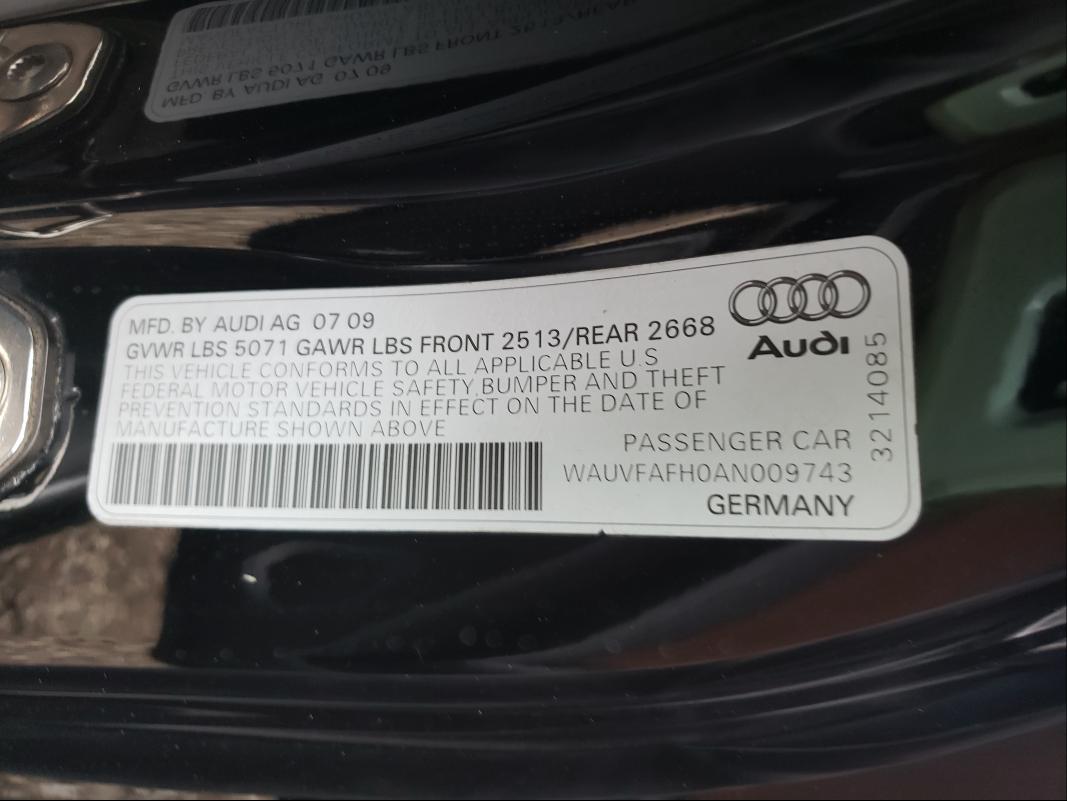 MFD. BY AUDI AG 07 09
GVWR LBS 5071 GAWR LBS FRONT 2513/REAR 2668
THIS VEHICLE CONFORMS TO ALL APPLICABLE U.S
FEDERAL MOTOR VEHICLE SAFETY,BUMPER AND THEFT
PREVENTION STANDARDS IN EFFECT ON THE DATE OF
MANUFACTURE SHOWN ABOVE
Audi
3214085
PASSENGER CAR
WAUVFAFH0AN009743
GERMANY